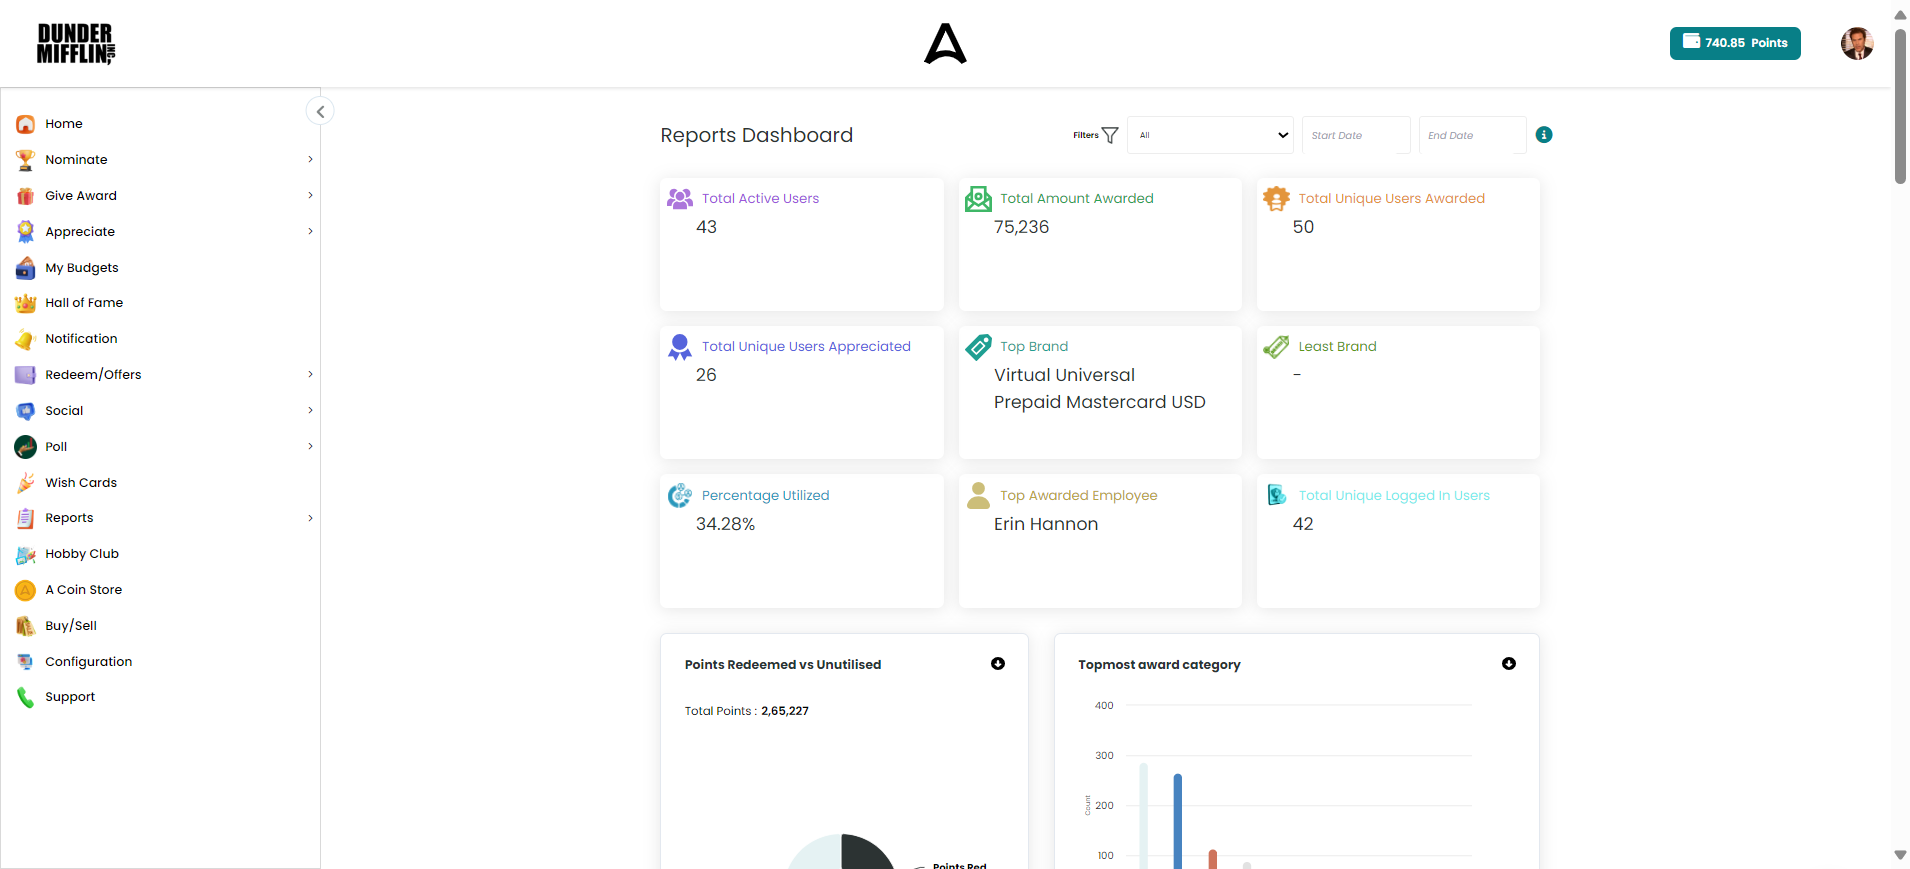 DUNDER
MIFFLIN, INC
740.85 Points
Home
Nominate
Give Award
Appreciate
My Budgets
Hall of Fame
Notification
Redeem/Offers
Social
Poll
Wish Cards
Reports
Hobby Club
A Coin Store
Buy/Sell
Configuration
Support
Reports Dashboard
Filters
All
Start Date
End Date
Total Active Users
43
Total Amount Awarded
75,236
Total Unique Users Awarded
50
Total Unique Users Appreciated
26
Top Brand
Virtual Universal
Prepaid Mastercard USD
Least Brand
-
Percentage Utilized
34.28%
Top Awarded Employee
Erin Hannon
Total Unique Logged In Users
42
Points Redeemed vs Unutilised
Total Points : 2,65,227
Points Red
Topmost award category
400
300
200
100
Count